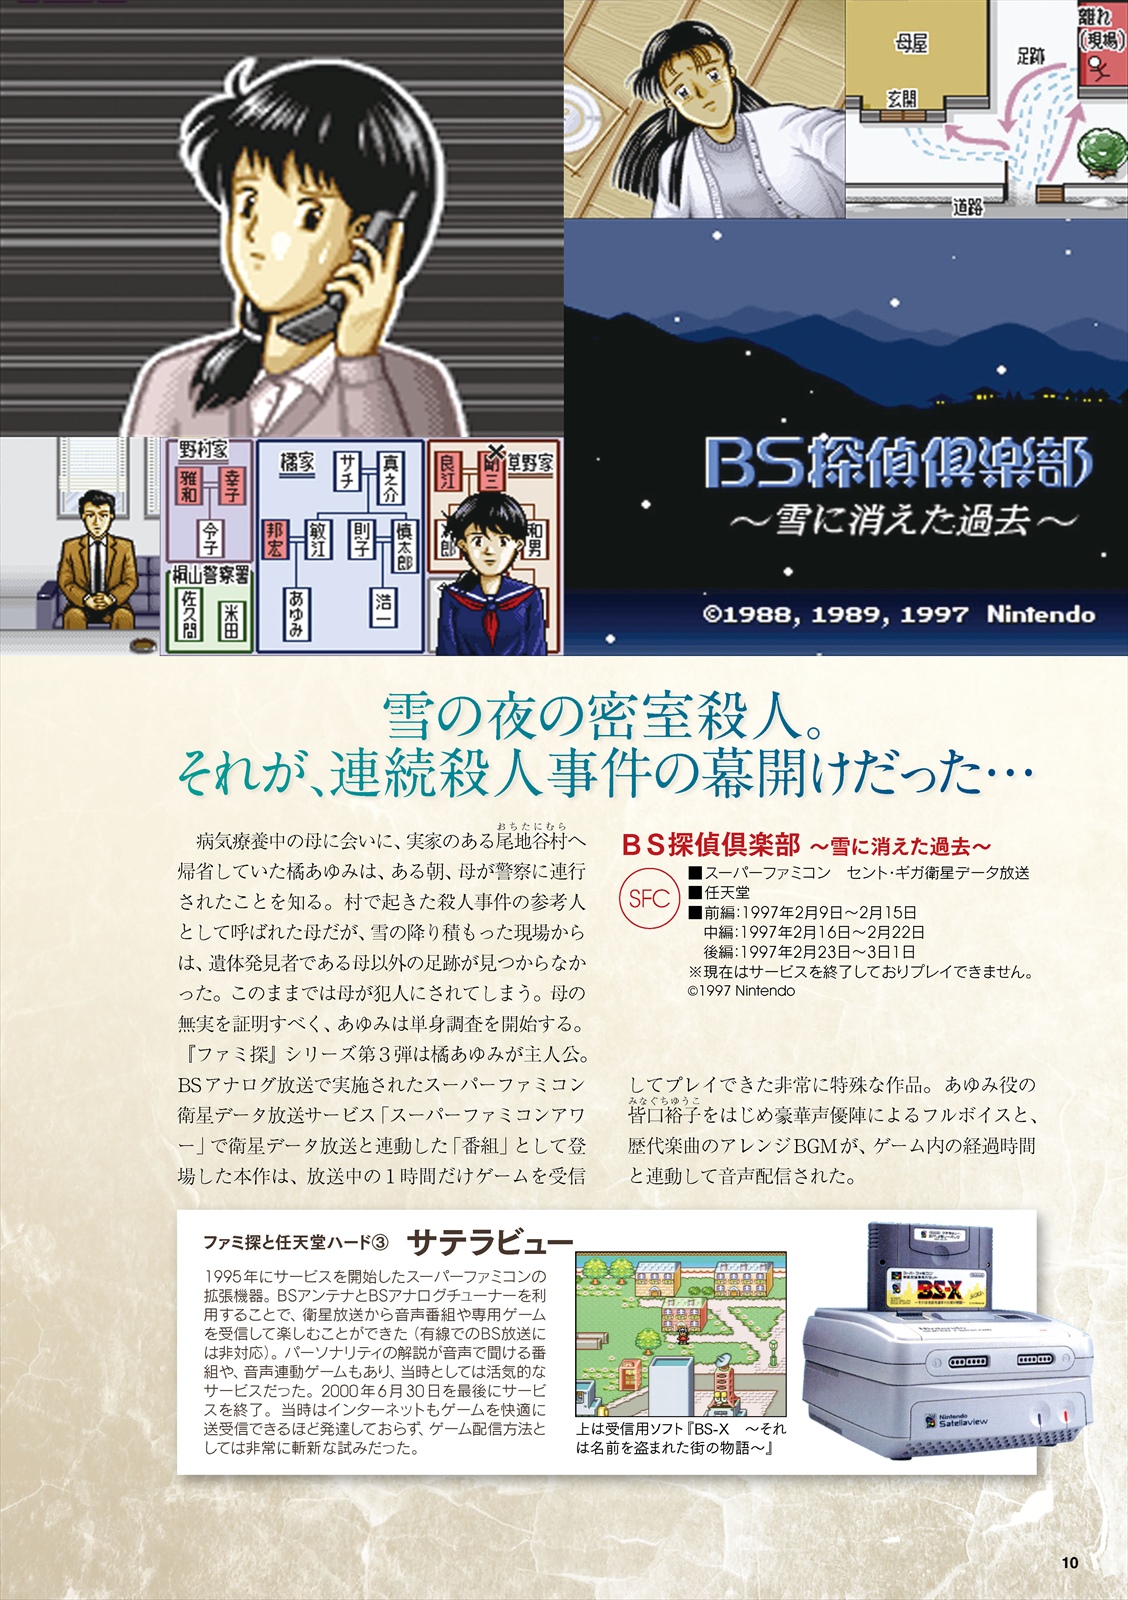 母屋
玄関
足跡
離れ
(現場)
道路
BS探偵倶楽部
～雪に消えた過去～
©1988, 1989, 1997 Nintendo
野村家
雅和
幸子
令子
桐山警察署
佐久間
米田
橘家
サチ
真之介
邦宏
敏江
則子
慎太郎
あゆみ
浩一
草野家
良江
剛三
郎
和男
雪の夜の密室殺人。
それが、連続殺人事件の幕開けだった…
おちたにむら
病気療養中の母に会いに、実家のある尾地谷村へ
帰省していた橘あゆみは、ある朝、母が警察に連行
されたことを知る。村で起きた殺人事件の参考人
として呼ばれた母だが、雪の降り積もった現場から
は、遺体発見者である母以外の足跡が見つからなか
った。このままでは母が犯人にされてしまう。母の
無実を証明すべく、あゆみは単身調査を開始する。
『ファミ探』シリーズ第3弾は橘あゆみが主人公。
BSアナログ放送で実施されたスーパーファミコン
衛星データ放送サービス「スーパーファミコンアワ
ー」で衛星データ放送と連動した「番組」として登
場した本作は、放送中の1時間だけゲームを受信
BS探偵倶楽部 ～雪に消えた過去～
SFC
■スーパーファミコン　セント・ギガ衛星データ放送
■任天堂
■前編：1997年2月9日～2月15日
中編：1997年2月16日～2月22日
後編：1997年2月23日～3日1日
※現在はサービスを終了しておりプレイできません。
©1997 Nintendo
してプレイできた非常に特殊な作品。あゆみ役の
みなぐちゆうこ
皆口裕子をはじめ豪華声優陣によるフルボイスと、
歴代楽曲のアレンジBGMが、ゲーム内の経過時間
と連動して音声配信された。
ファミ探と任天堂ハード③ サテラビュー
1995年にサービスを開始したスーパーファミコンの
拡張機器。BSアンテナとBSアナログチューナーを利
用することで、衛星放送から音声番組や専用ゲーム
を受信して楽しむことができた（有線でのBS放送に
は非対応）。パーソナリティの解説が音声で聞ける番
組や、音声連動ゲームもあり、当時としては活気的な
サービスだった。2000年6月30日を最後にサービ
スを終了。当時はインターネットもゲームを快適に
送受信できるほど発達しておらず、ゲーム配信方法と
しては非常に斬新な試みだった。
上は受信用ソフト『BS-X　～それ
は名前を盗まれた街の物語～』
BS-X
Nintendo
Nintendo
Satellaview
10